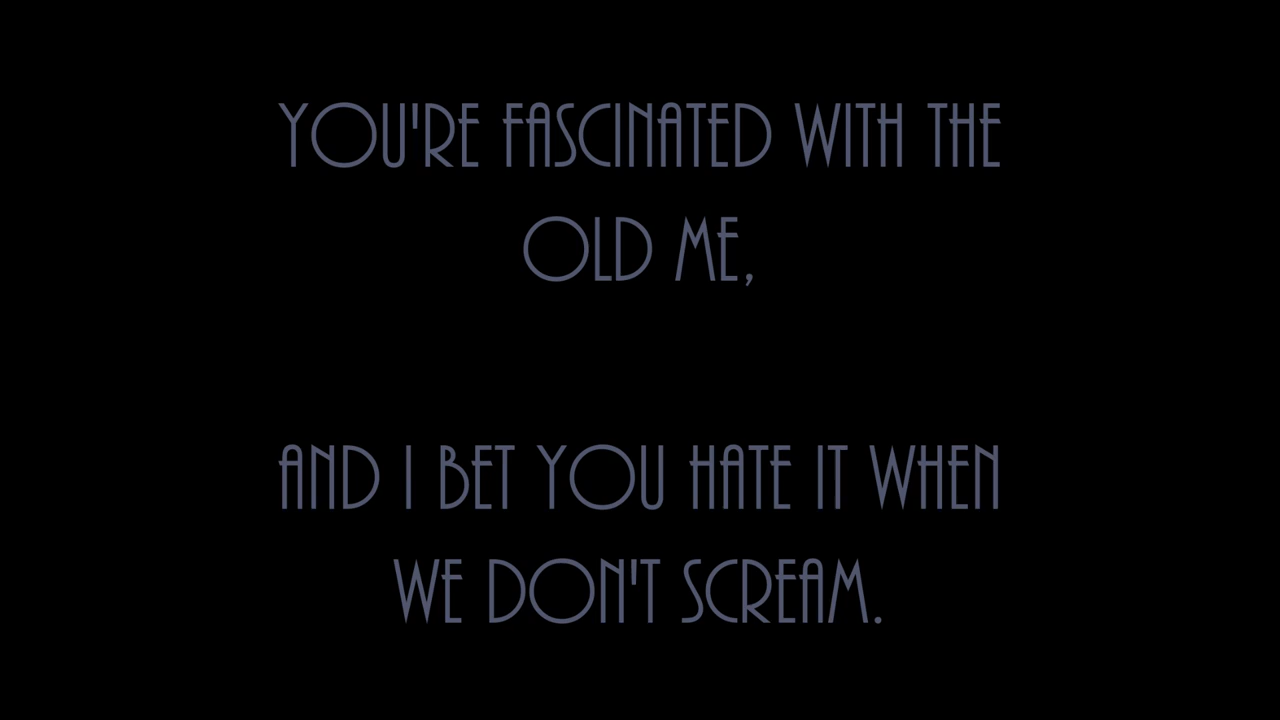 YOU'RE FASCINATED WITH THE
OLD ME,
AND I BET YOU HATE IT WHEN
WE DON'T SCREAM.